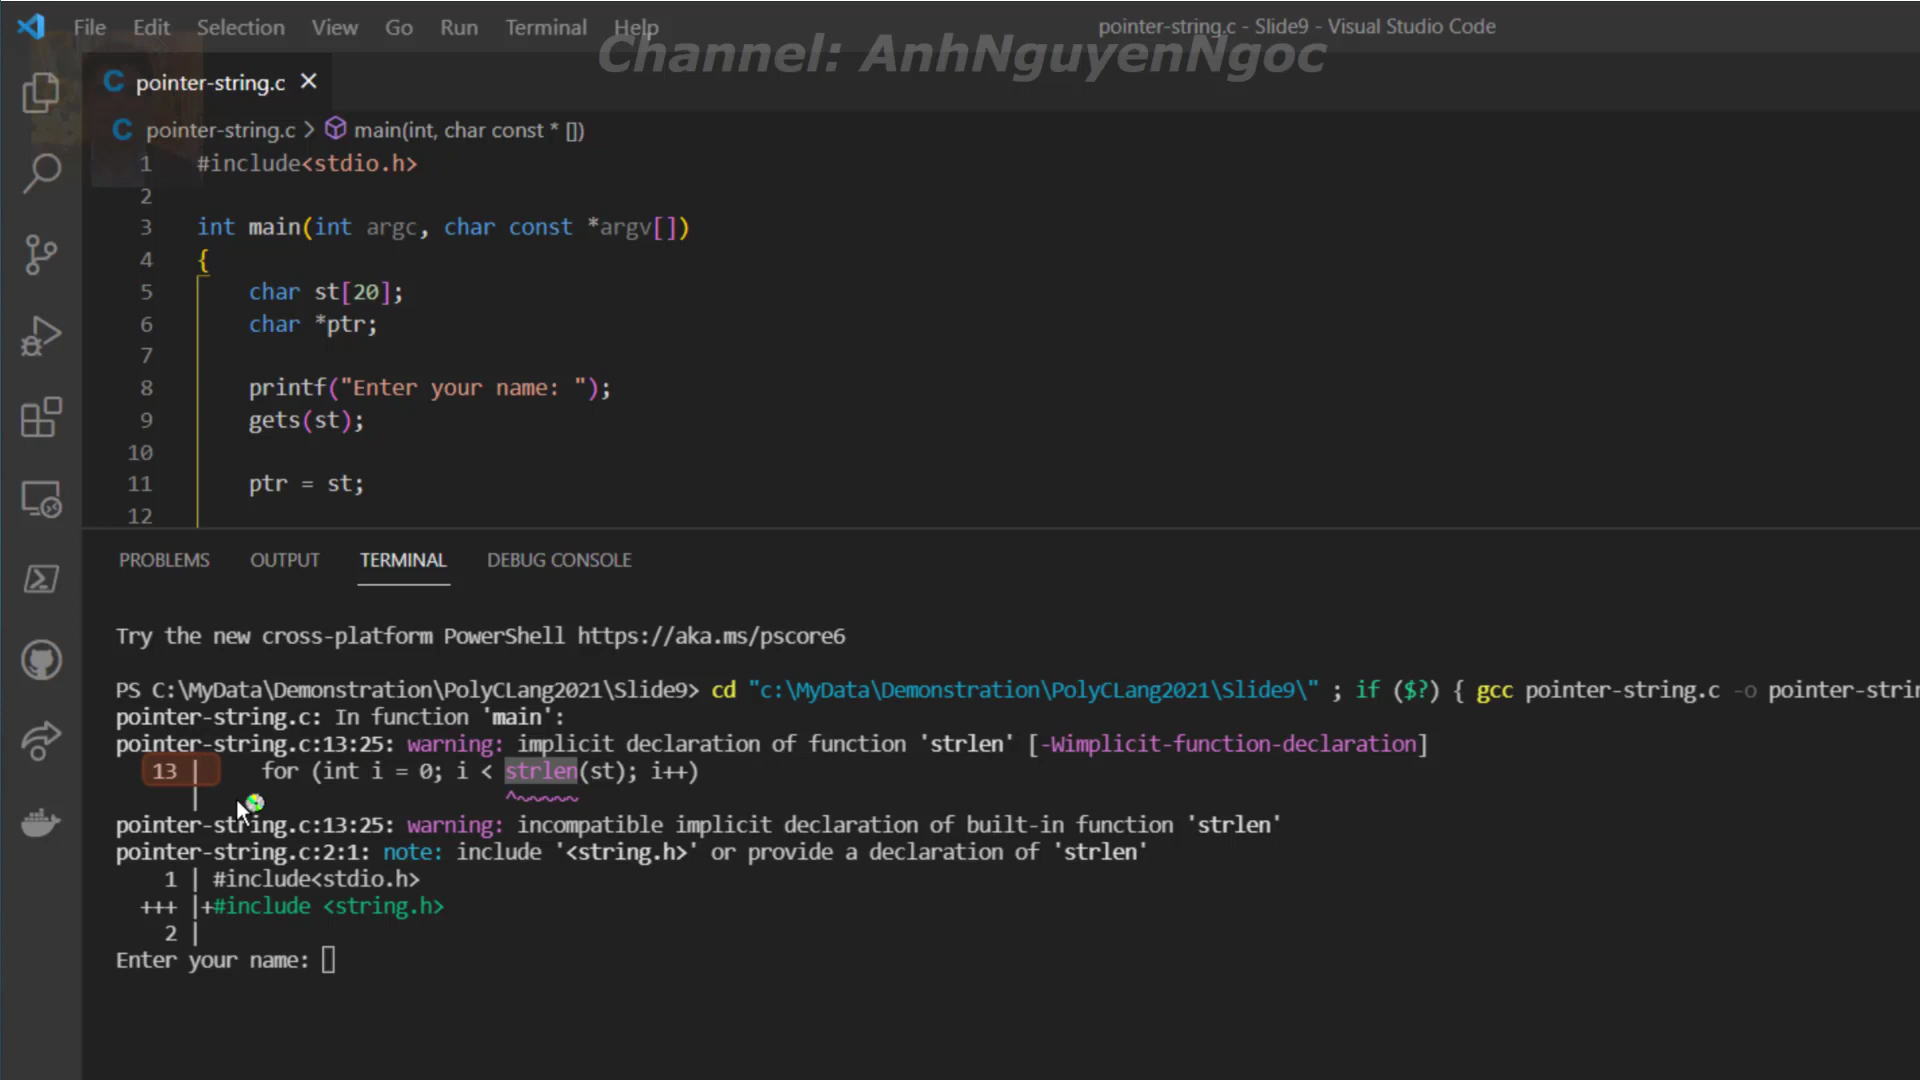 File Edit Selection View Go Run Terminal Help pointer-string.c - Slide9 - Visual Studio Code
Channel: AnhNguyenNgoc
C pointer-string.c ×
C pointer-string.c > main(int, char const * [])
1 #include<stdio.h>
2
3 int main(int argc, char const *argv[])
4 {
5 char st[20];
6 char *ptr;
7
8 printf("Enter your name: ");
9 gets(st);
10
11 ptr = st;
12
PROBLEMS OUTPUT TERMINAL DEBUG CONSOLE
Try the new cross-platform PowerShell https://aka.ms/pscore6
PS C:\MyData\Demonstration\PolyCLang2021\Slide9> cd "c:\MyData\Demonstration\PolyCLang2021\Slide9\" ; if ($?) { gcc pointer-string.c -o pointer-strin
pointer-string.c: In function 'main':
pointer-string.c:13:25: warning: implicit declaration of function 'strlen' [-Wimplicit-function-declaration]
13 | for (int i = 0; i < strlen(st); i++)
| ^~~~~~
pointer-string.c:13:25: warning: incompatible implicit declaration of built-in function 'strlen'
pointer-string.c:2:1: note: include '<string.h>' or provide a declaration of 'strlen'
1 | #include<stdio.h>
+++ |+#include <string.h>
2 |
Enter your name: